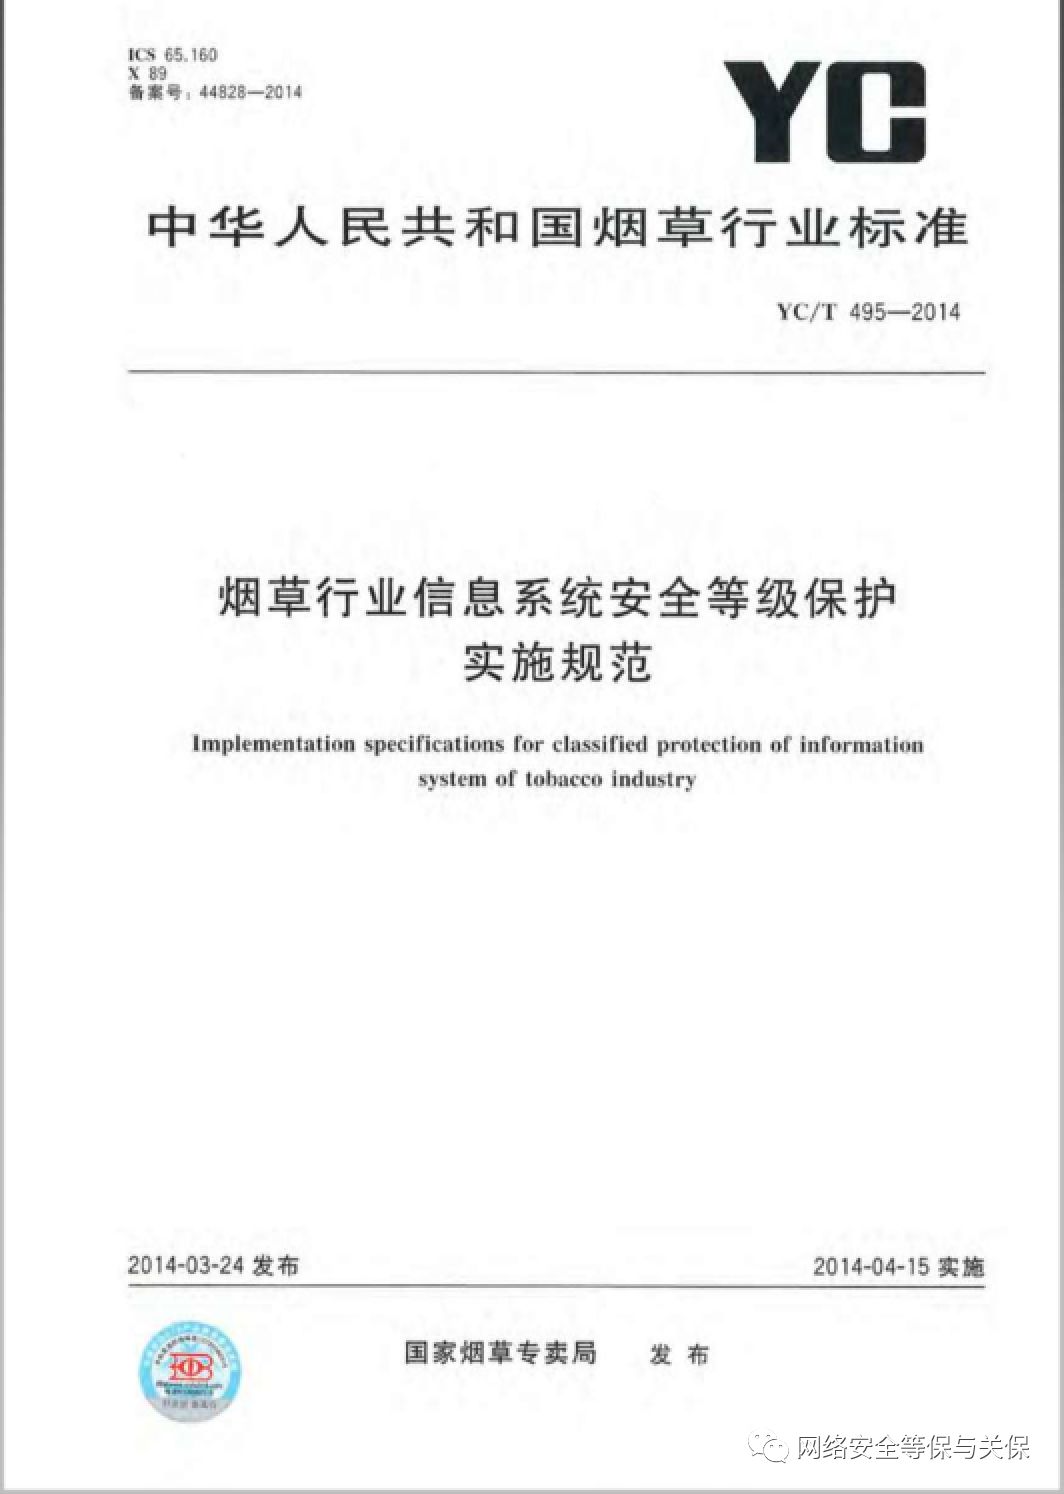 ICS 65.160
X 89
备案号：44828—2014
YC
中华人民共和国烟草行业标准
YC/T 495—2014
烟草行业信息系统安全等级保护
实施规范
Implementation specifications for classified protection of information
system of tobacco industry
2014-03-24 发布
2014-04-15 实施
国家烟草专卖局 发布
网络安全等保与关保